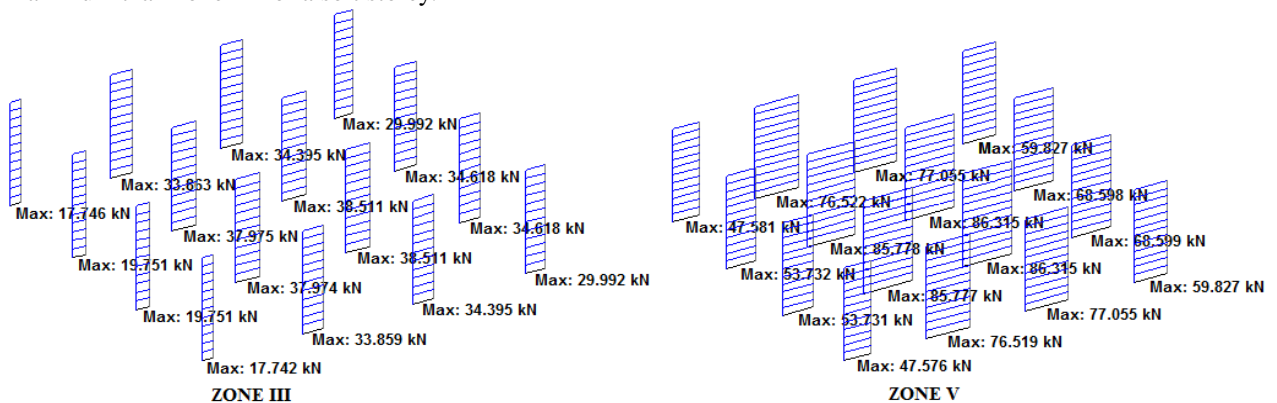 soft storey.
Max: 29.992 kN
Max: 34.395 kN
Max: 34.618 kN
Max: 33.863 kN
Max: 38.511 kN
Max: 34.618 kN
Max: 17.746 kN
Max: 37.975 kN
Max: 38.511 kN
Max: 29.992 kN
Max: 19.751 kN
Max: 37.974 kN
Max: 34.395 kN
Max: 19.751 kN
Max: 33.859 kN
Max: 17.742 kN
ZONE III
Max: 59.827 kN
Max: 77.055 kN
Max: 68.598 kN
Max: 76.522 kN
Max: 86.315 kN
Max: 68.599 kN
Max: 47.581 kN
Max: 85.778 kN
Max: 86.315 kN
Max: 59.827 kN
Max: 53.732 kN
Max: 85.777 kN
Max: 77.055 kN
Max: 53.731 kN
Max: 76.519 kN
Max: 47.576 kN
ZONE V